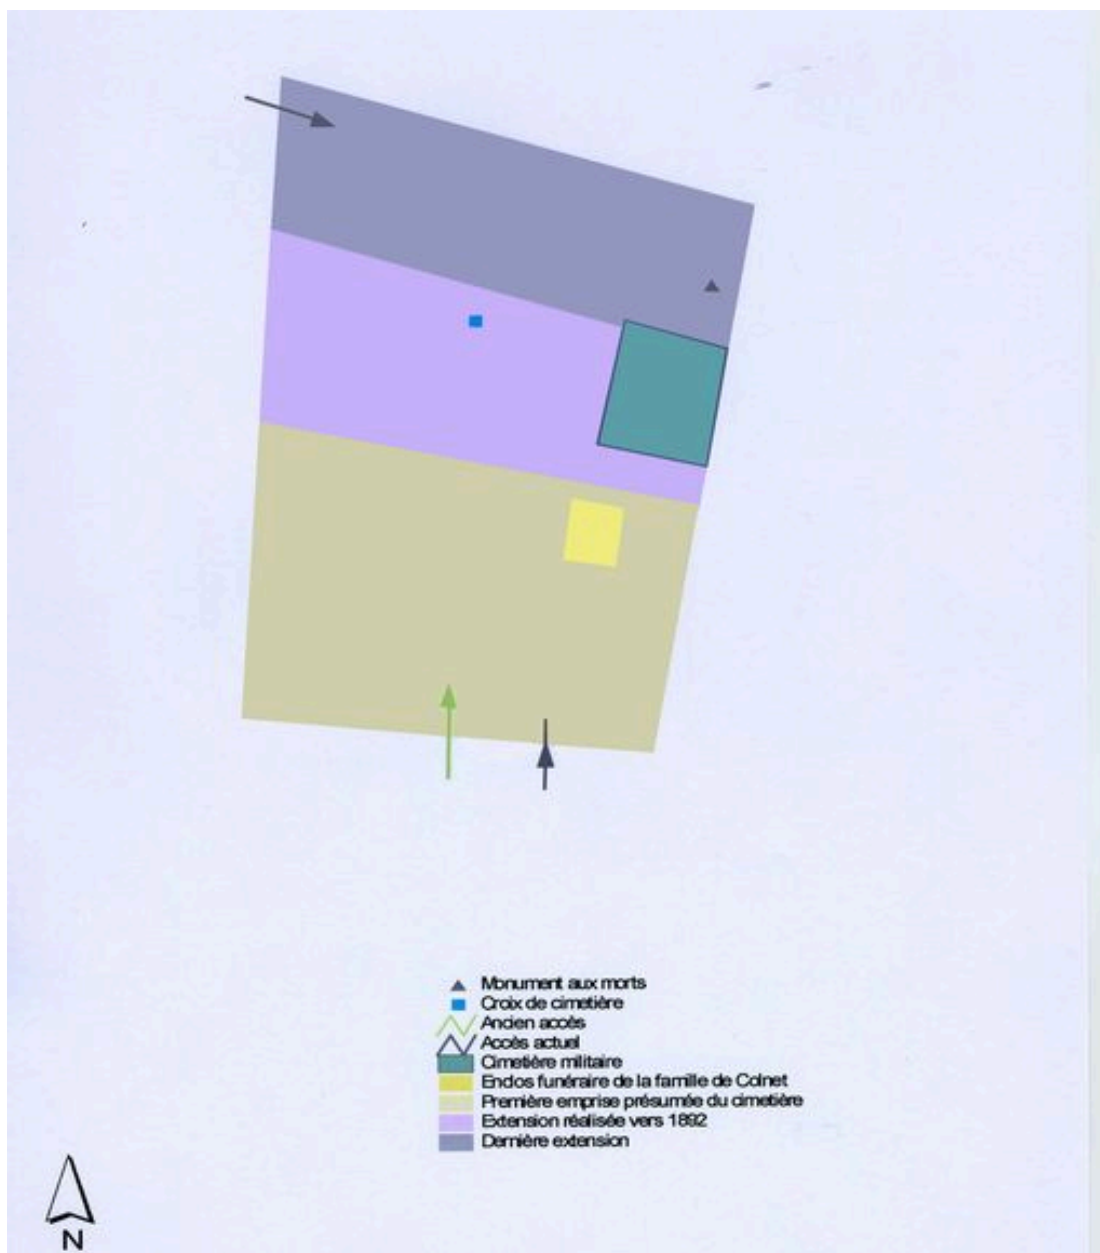 Monument aux morts
Croix de cimetière
Ancien accès
Accès actuel
Cimetière militaire
Enclos funéraire de la famille de Colnet
Première emprise présumée du cimetière
Extension réalisée vers 1892
Dernière extension
N